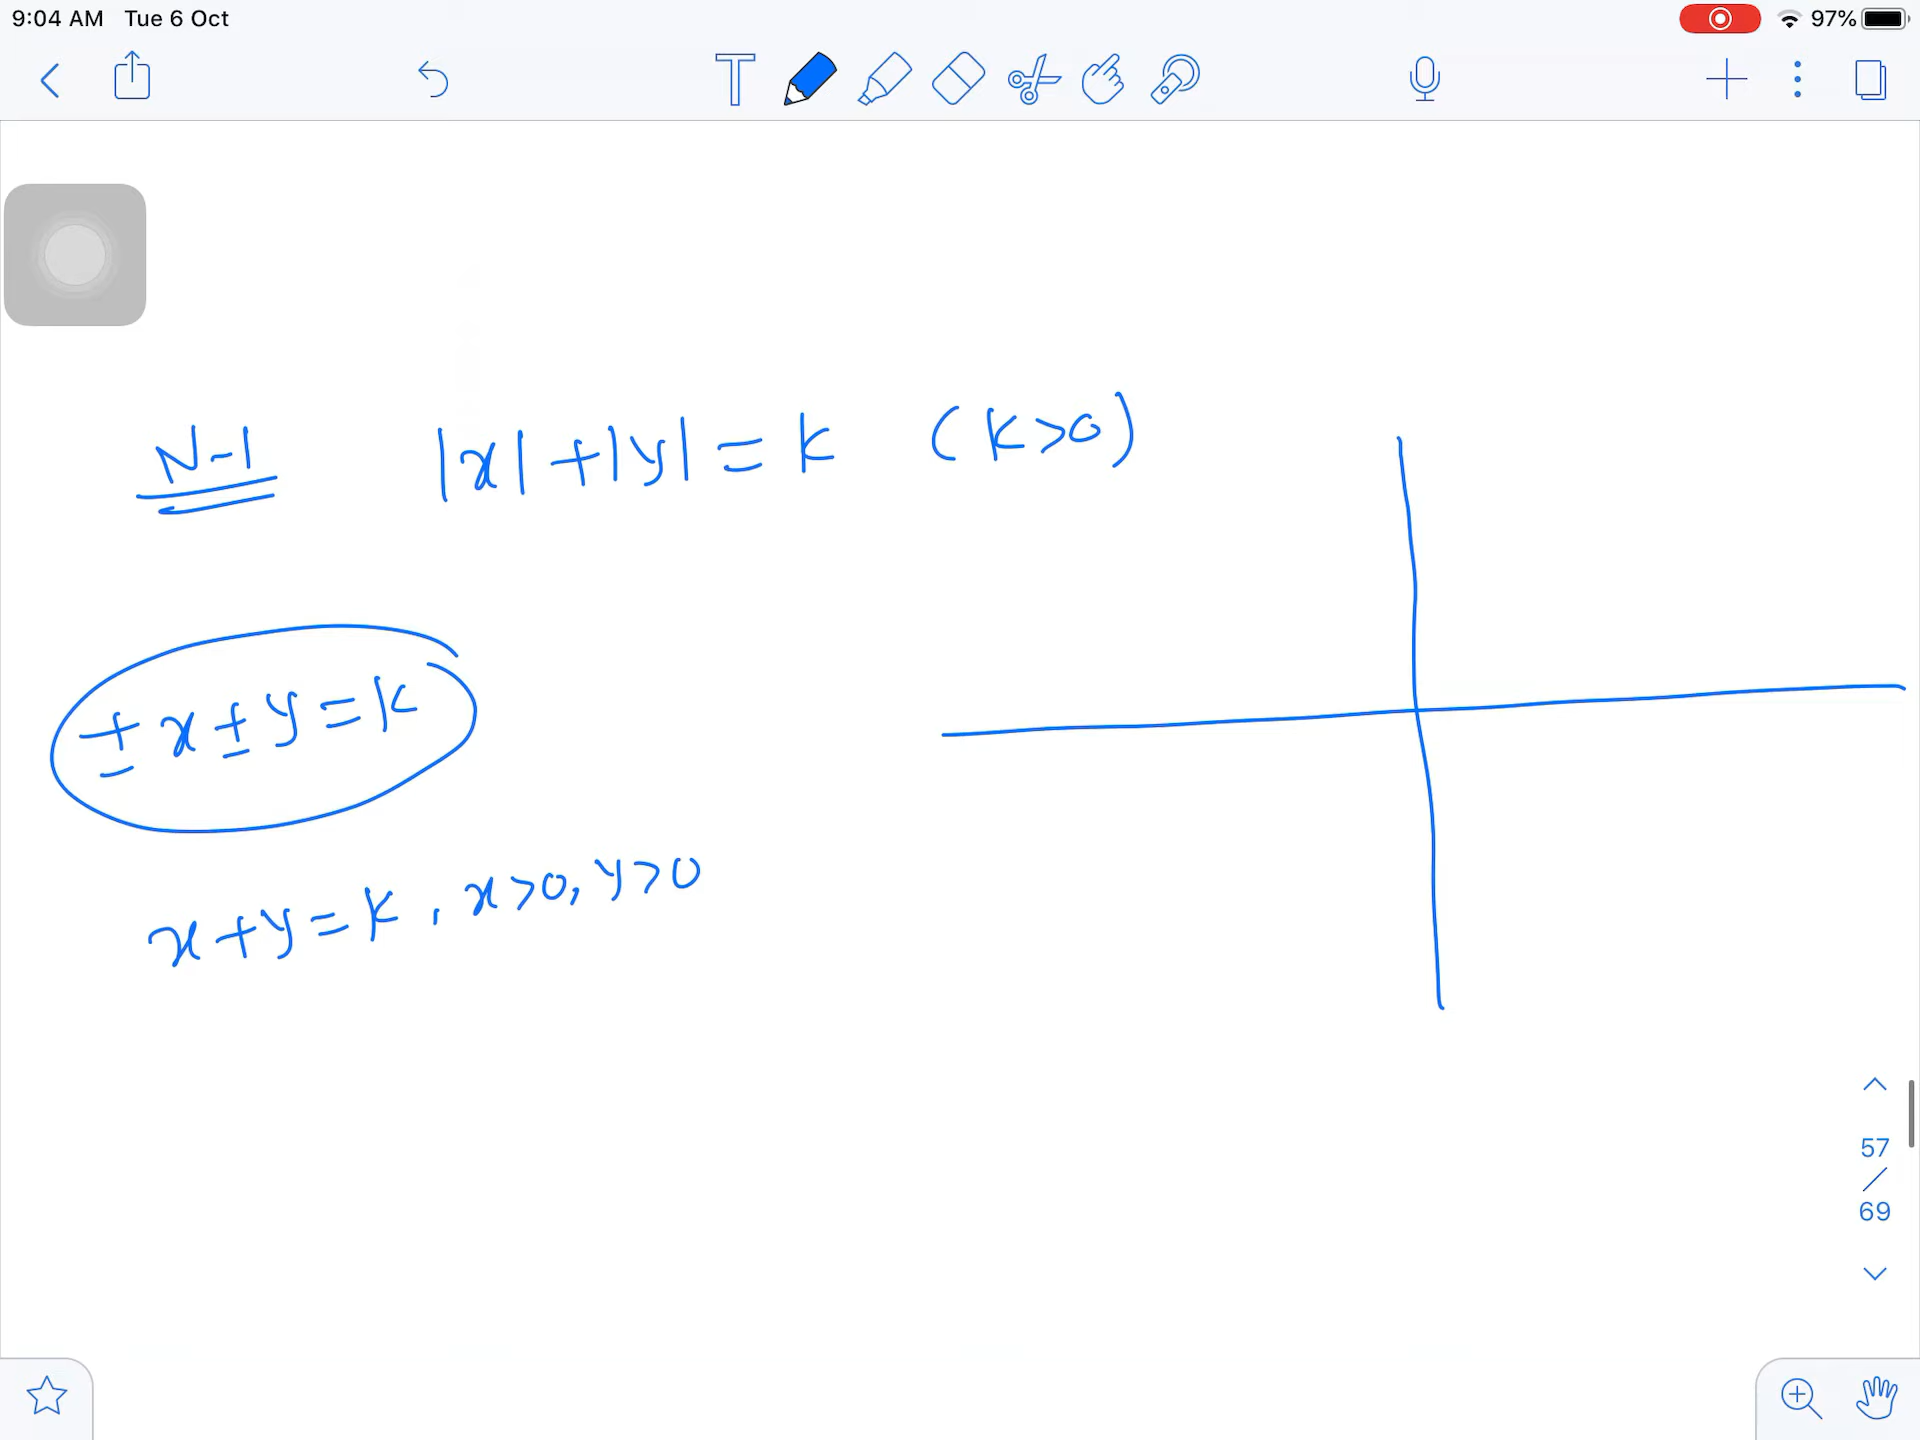 9:04 AM Tue 6 Oct 97%
T
N-1 |x| + |y| = k (k>0)
± x ± y = k
x + y = k , x>0, y>0
57
/
69